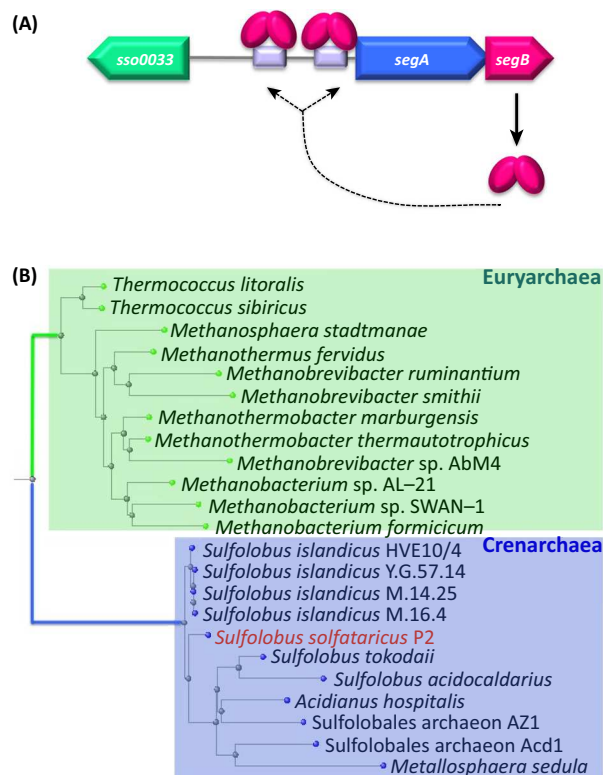 (A)
sso0033 segA segB
(B)
Euryarchaea
Thermococcus litoralis
Thermococcus sibiricus
Methanosphaera stadtmanae
Methanothermus fervidus
Methanobrevibacter ruminantium
Methanobrevibacter smithii
Methanothermobacter marburgensis
Methanothermobacter thermautotrophicus
Methanobrevibacter sp. AbM4
Methanobacterium sp. AL–21
Methanobacterium sp. SWAN–1
Methanobacterium formicicum
Crenarchaea
Sulfolobus islandicus HVE10/4
Sulfolobus islandicus Y.G.57.14
Sulfolobus islandicus M.14.25
Sulfolobus islandicus M.16.4
Sulfolobus solfataricus P2
Sulfolobus tokodaii
Sulfolobus acidocaldarius
Acidianus hospitalis
Sulfolobales archaeon AZ1
Sulfolobales archaeon Acd1
Metallosphaera sedula